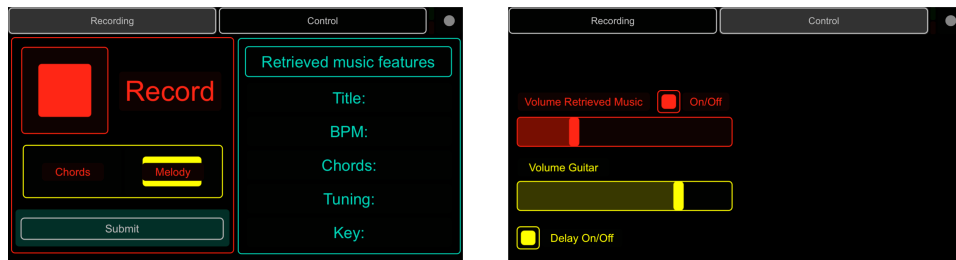 Recording
Control
Record
Chords
Melody
Submit
Retrieved music features
Title:
BPM:
Chords:
Tuning:
Key:
Recording
Control
Volume Retrieved Music
On/Off
Volume Guitar
Delay On/Off